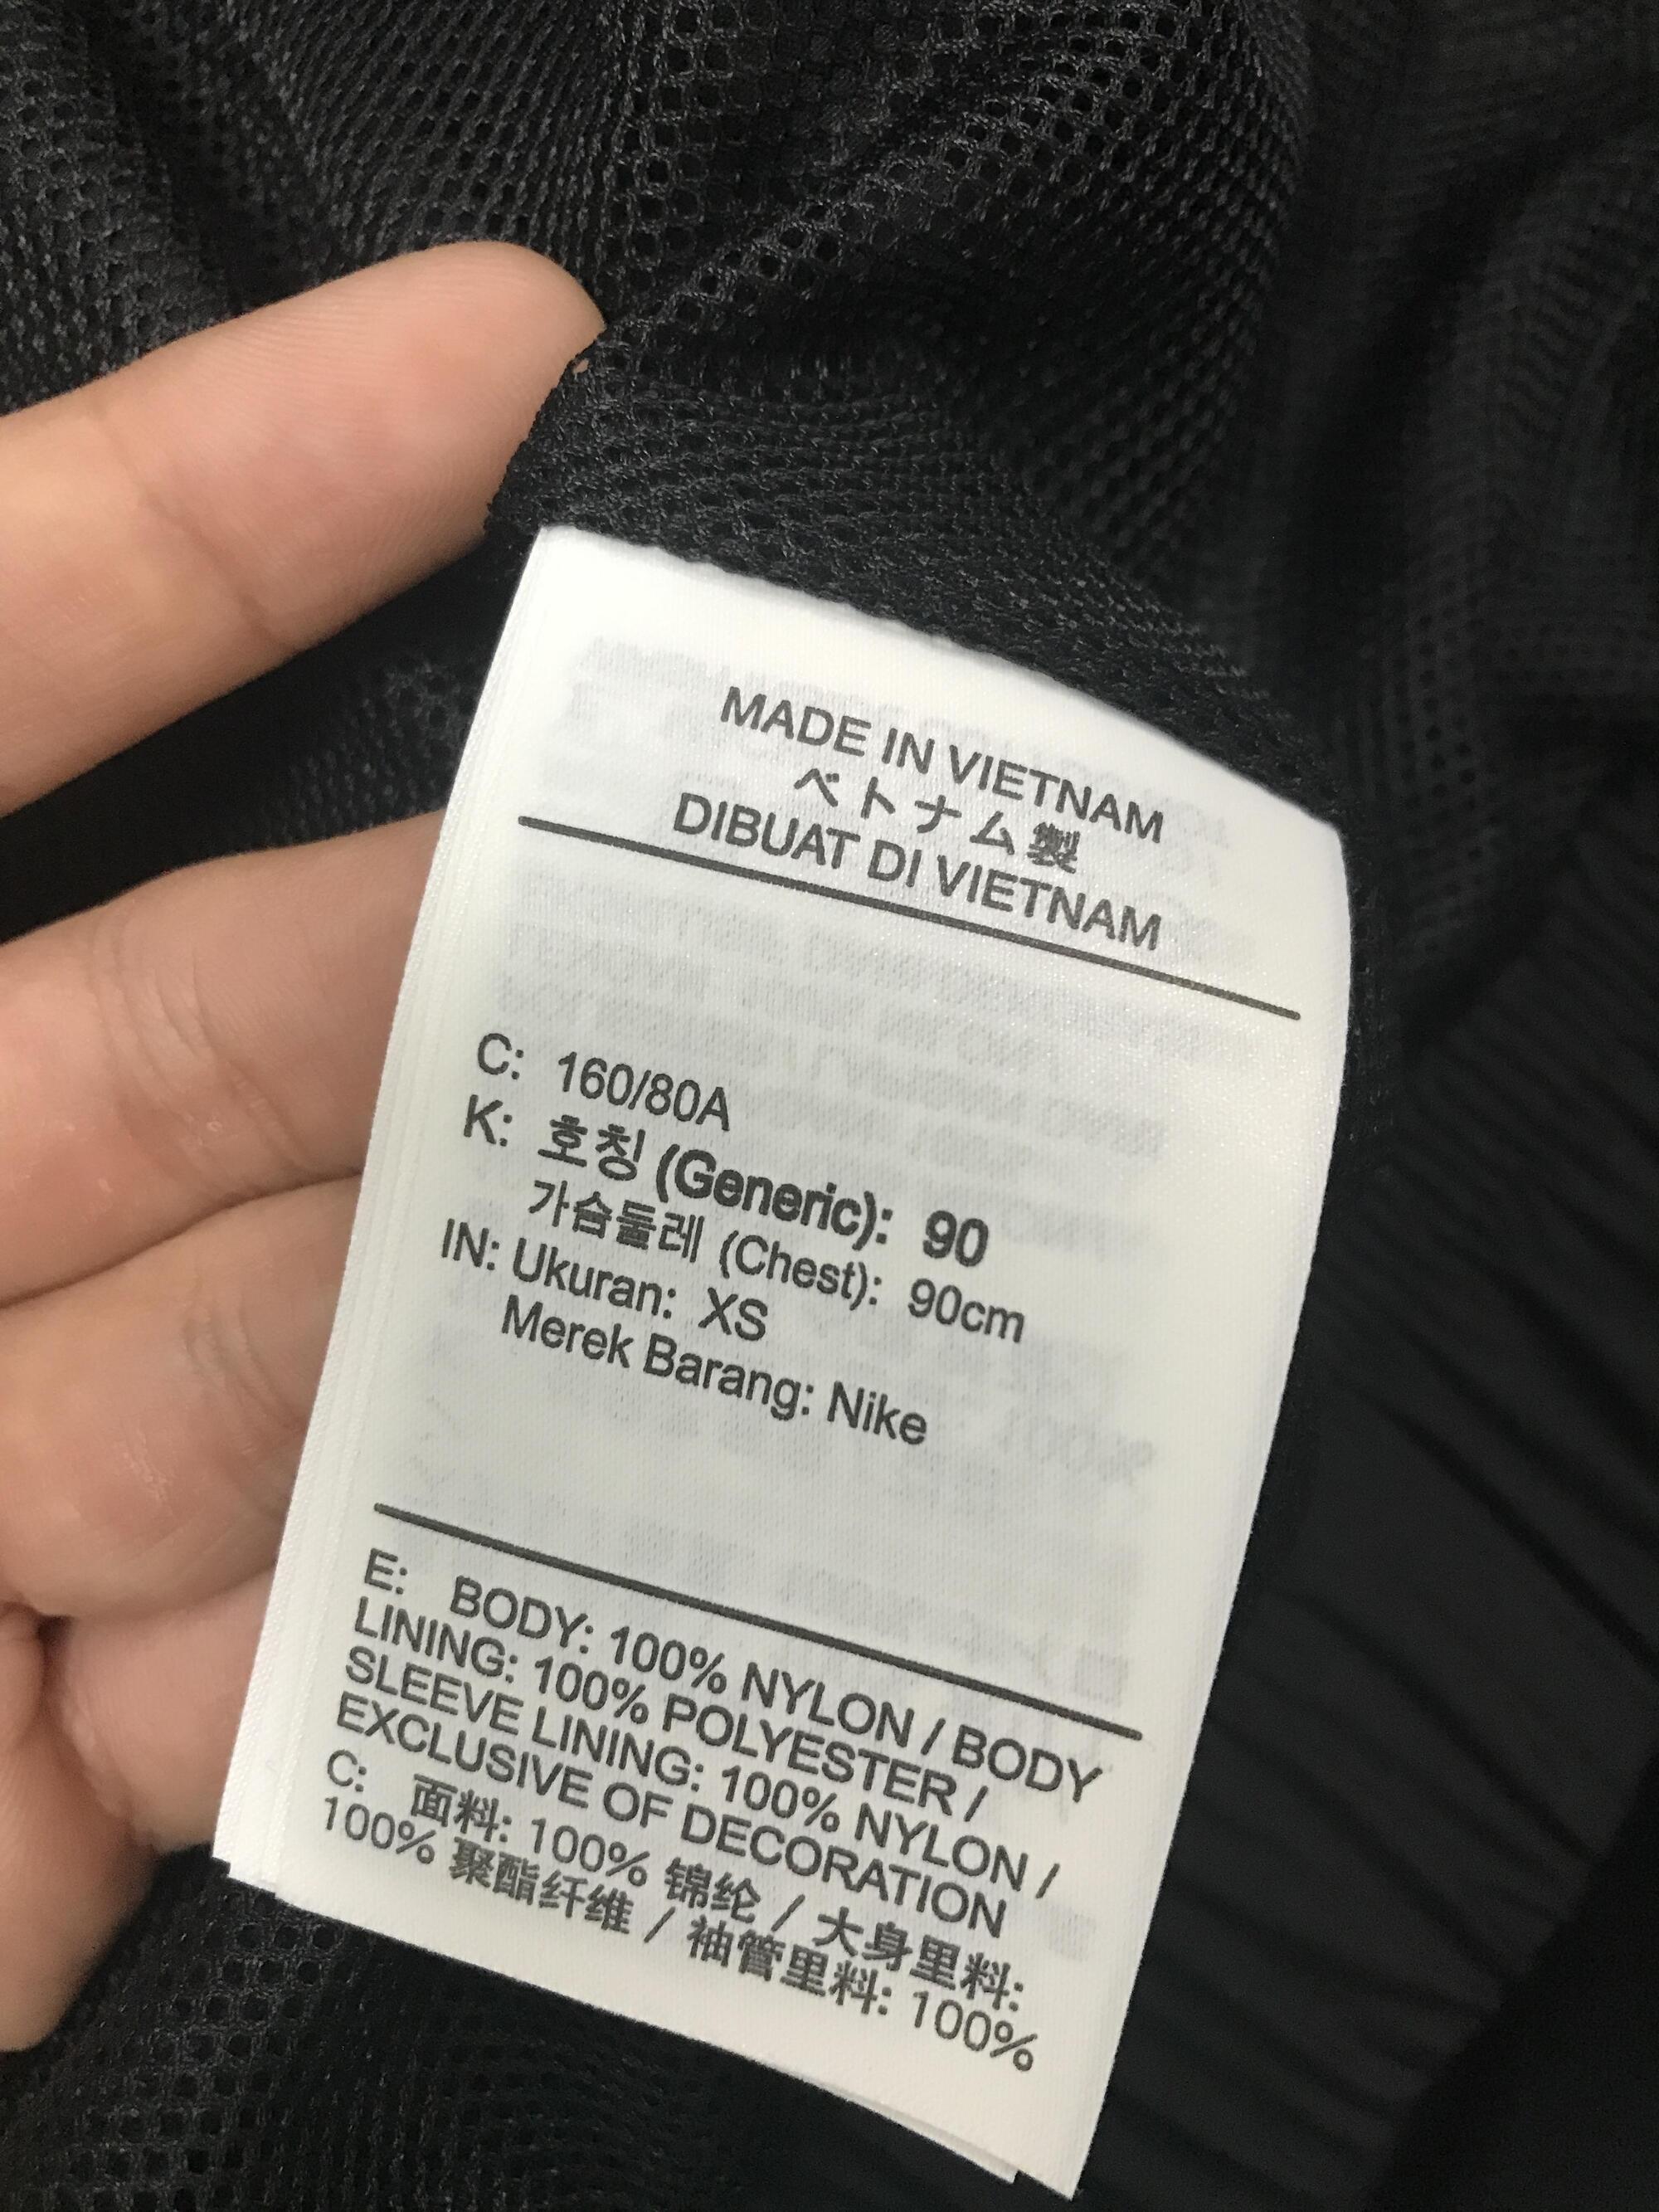 MADE IN VIETNAM
ベトナム製
DIBUAT DI VIETNAM
C: 160/80A
K: 호칭 (Generic): 90
가슴둘레 (Chest): 90cm
IN: Ukuran: XS
Merek Barang: Nike
E: BODY: 100% NYLON / BODY
LINING: 100% POLYESTER /
SLEEVE LINING: 100% NYLON /
EXCLUSIVE OF DECORATION
C: 面料: 100% 锦纶 / 大身里料:
100% 聚酯纤维 / 袖管里料: 100%